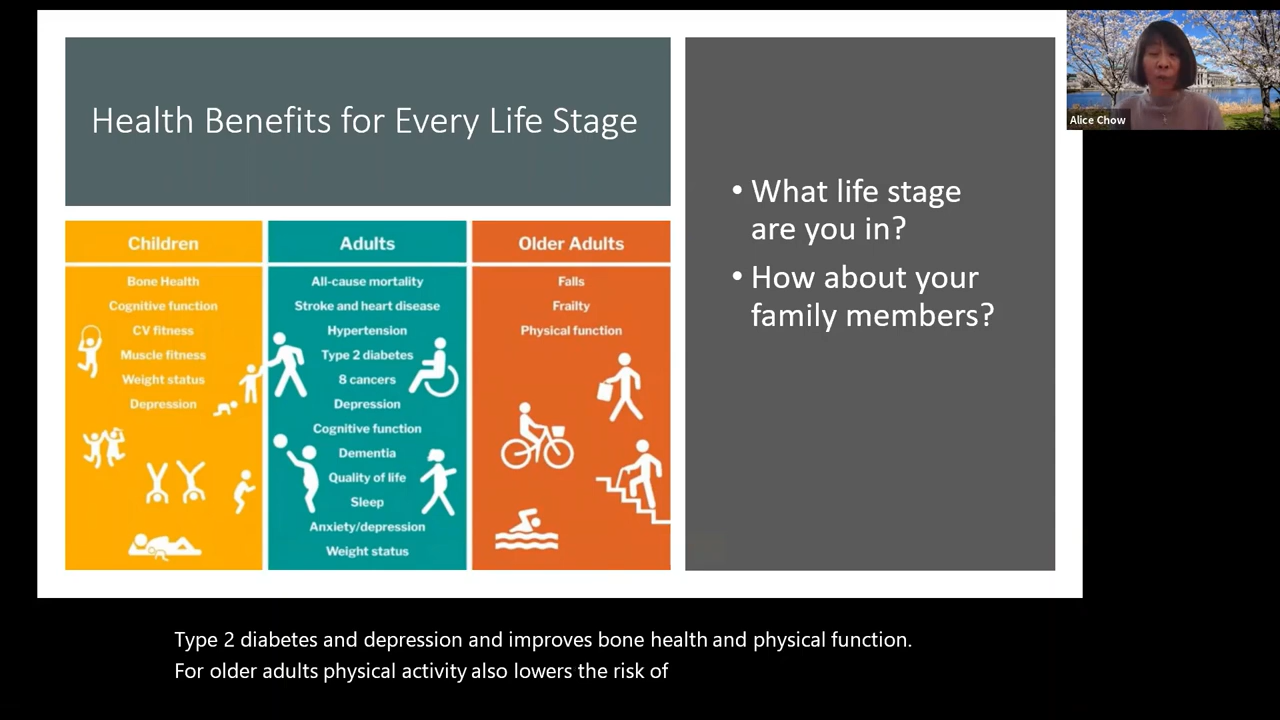 Health Benefits for Every Life Stage
Children
Bone Health
Cognitive function
CV fitness
Muscle fitness
Weight status
Depression
Adults
All-cause mortality
Stroke and heart disease
Hypertension
Type 2 diabetes
8 cancers
Depression
Cognitive function
Dementia
Quality of life
Sleep
Anxiety/depression
Weight status
Older Adults
Falls
Frailty
Physical function
• What life stage
are you in?
• How about your
family members?
Alice Chow
Type 2 diabetes and depression and improves bone health and physical function.
For older adults physical activity also lowers the risk of